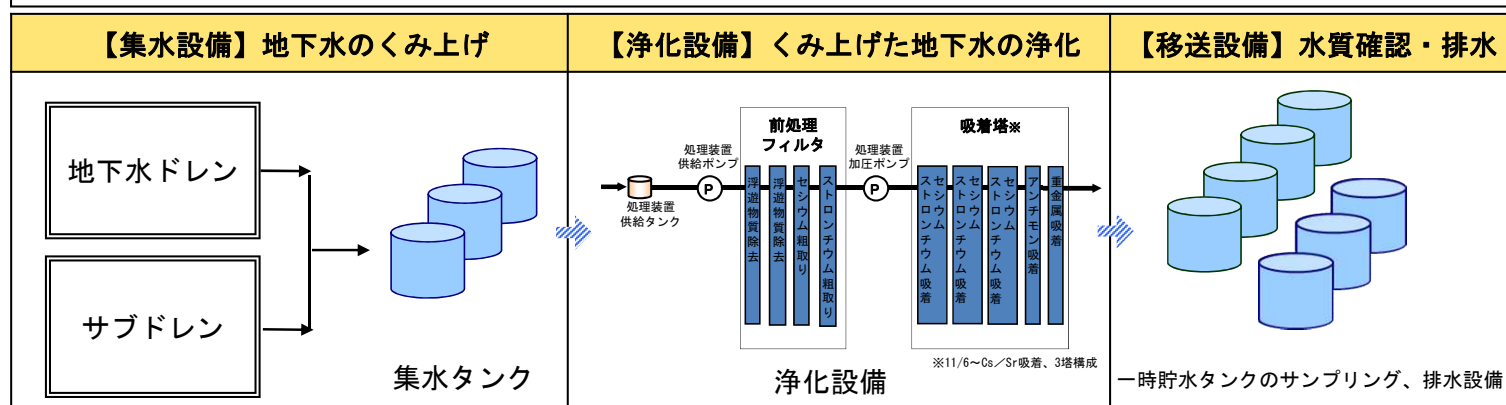 【集水設備】地下水のくみ上げ
【浄化設備】くみ上げた地下水の浄化
【移送設備】水質確認・排水
地下水ドレン
サブドレン
集水タンク
処理装置
供給タンク
処理装置
供給ポンプ
P
前処理
フィルタ
浮遊物質除去
浮遊物質除去
セシウム粗取り
ストロンチウム粗取り
処理装置
加圧ポンプ
P
吸着塔※
セシウム
ストロンチウム吸着
セシウム
ストロンチウム吸着
セシウム
ストロンチウム吸着
アンチモン吸着
重金属吸着
※11/6～Cs／Sr吸着、3塔構成
浄化設備
一時貯水タンクのサンプリング、排水設備